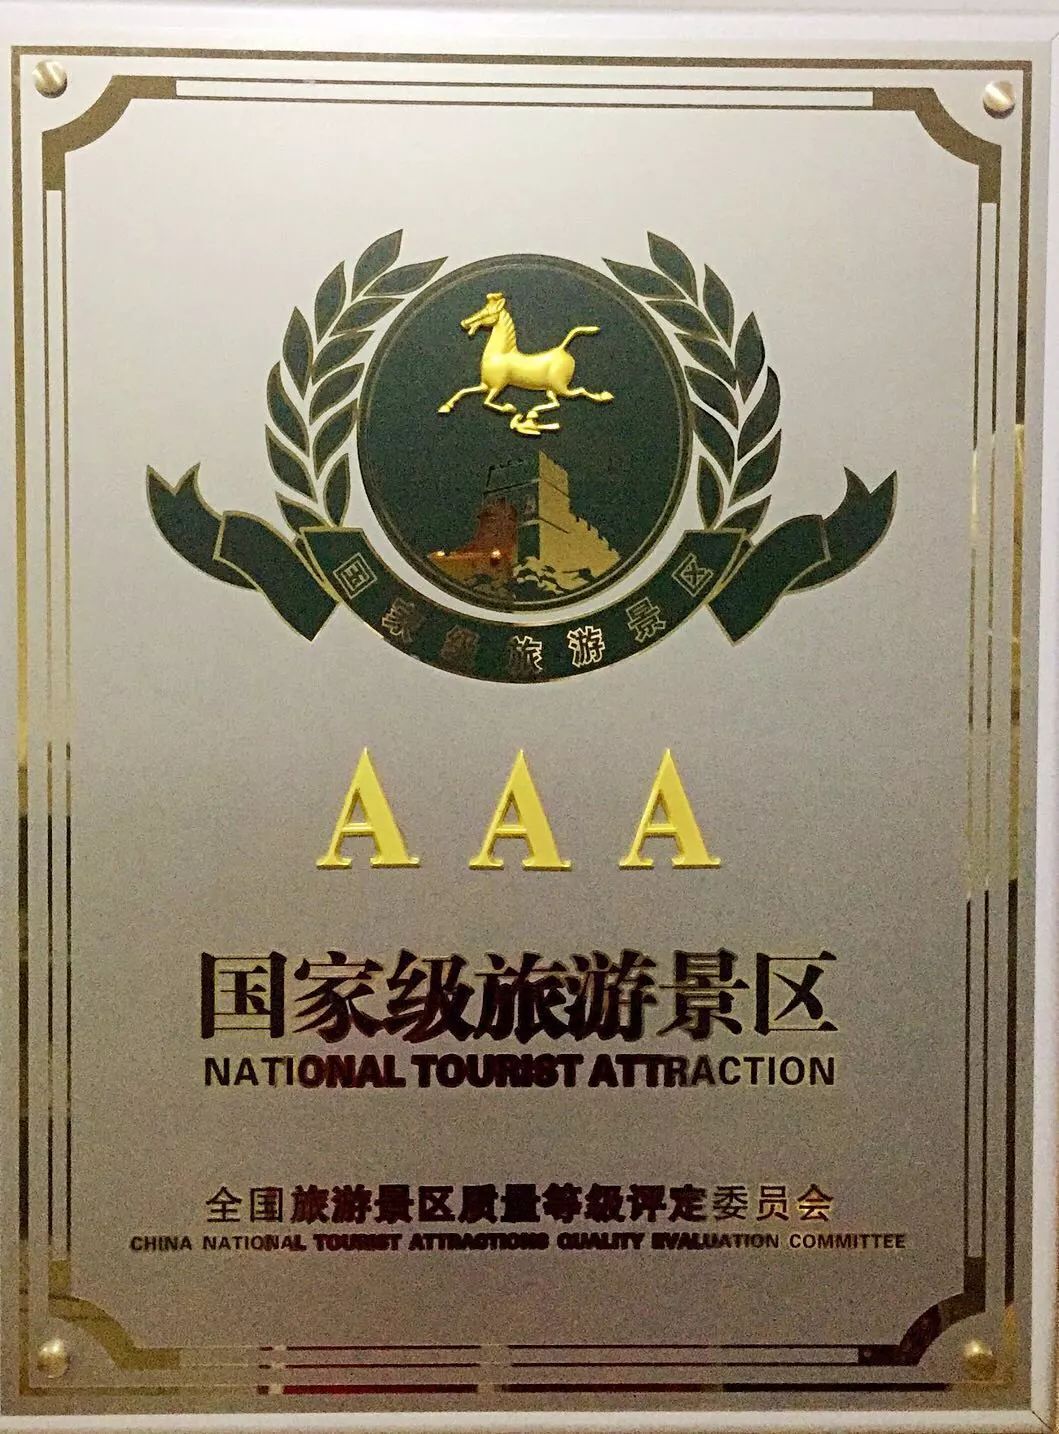 国家级旅游景区
A A A
国家级旅游景区
NATIONAL TOURIST ATTRACTION
全国旅游景区质量等级评定委员会
CHINA NATIONAL TOURIST ATTRACTIONS QUALITY EVALUATION COMMITTEE